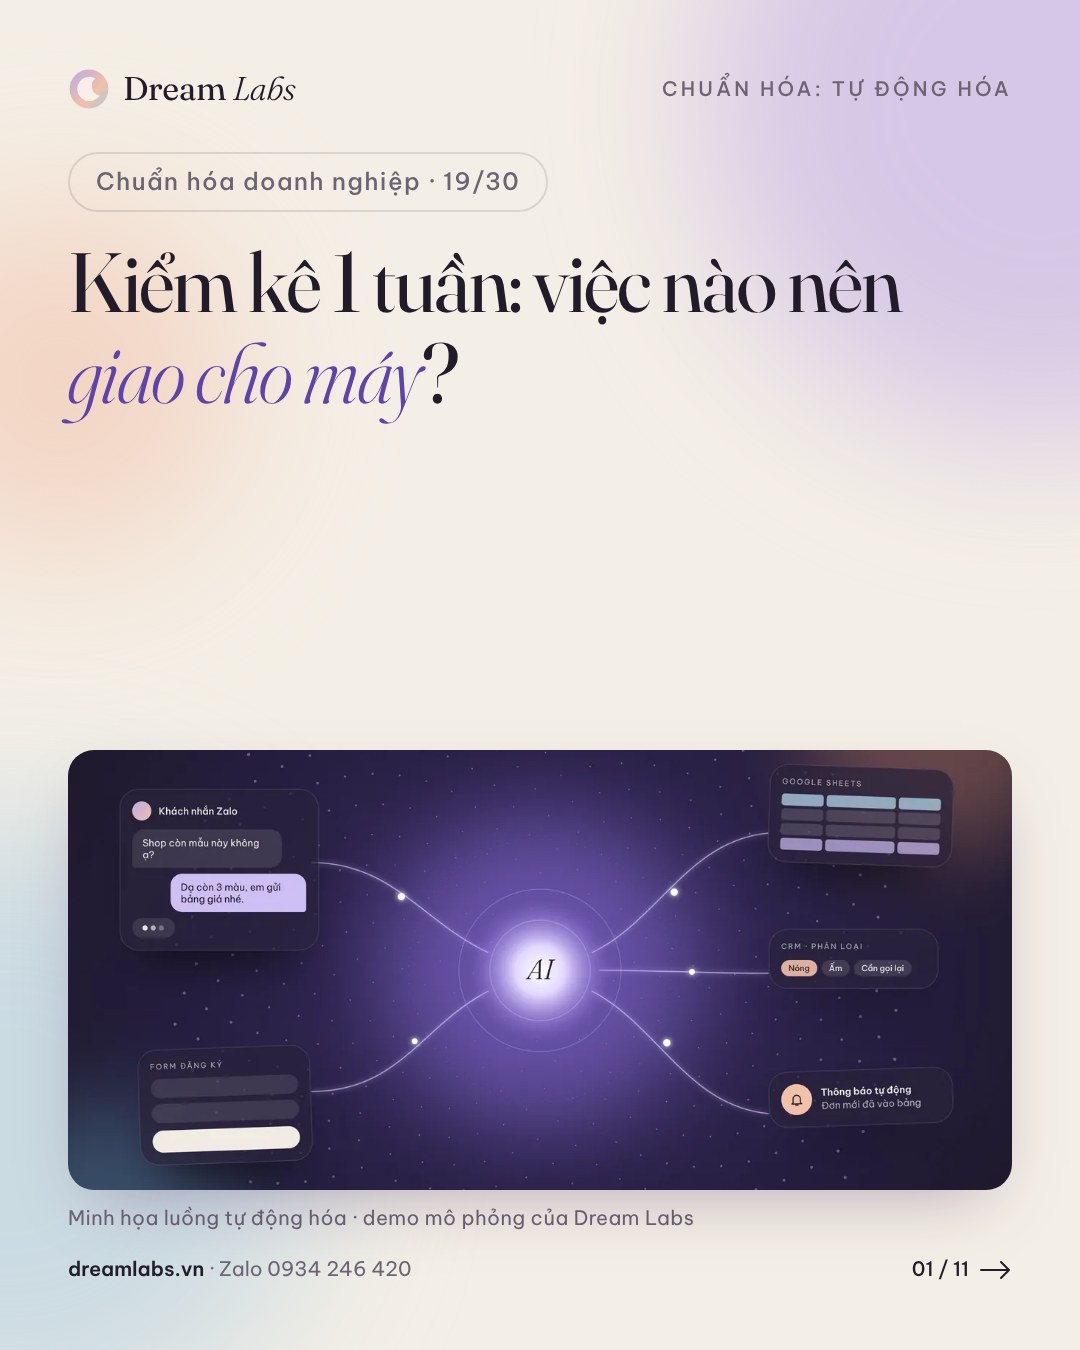 Dream Labs
CHUẨN HÓA: TỰ ĐỘNG HÓA
Chuẩn hóa doanh nghiệp · 19/30
Kiểm kê 1 tuần: việc nào nên
giao cho máy?
Khách nhắn Zalo
Shop còn mẫu này không
ạ?
Dạ còn 3 màu, em gửi
bảng giá nhé.
FORM ĐĂNG KÝ
AI
GOOGLE SHEETS
CRM · PHÂN LOẠI
Nóng
Ấm
Cần gọi lại
Thông báo tự động
Đơn mới đã vào bảng
Minh họa luồng tự động hóa · demo mô phỏng của Dream Labs
dreamlabs.vn · Zalo 0934 246 420
01 / 11